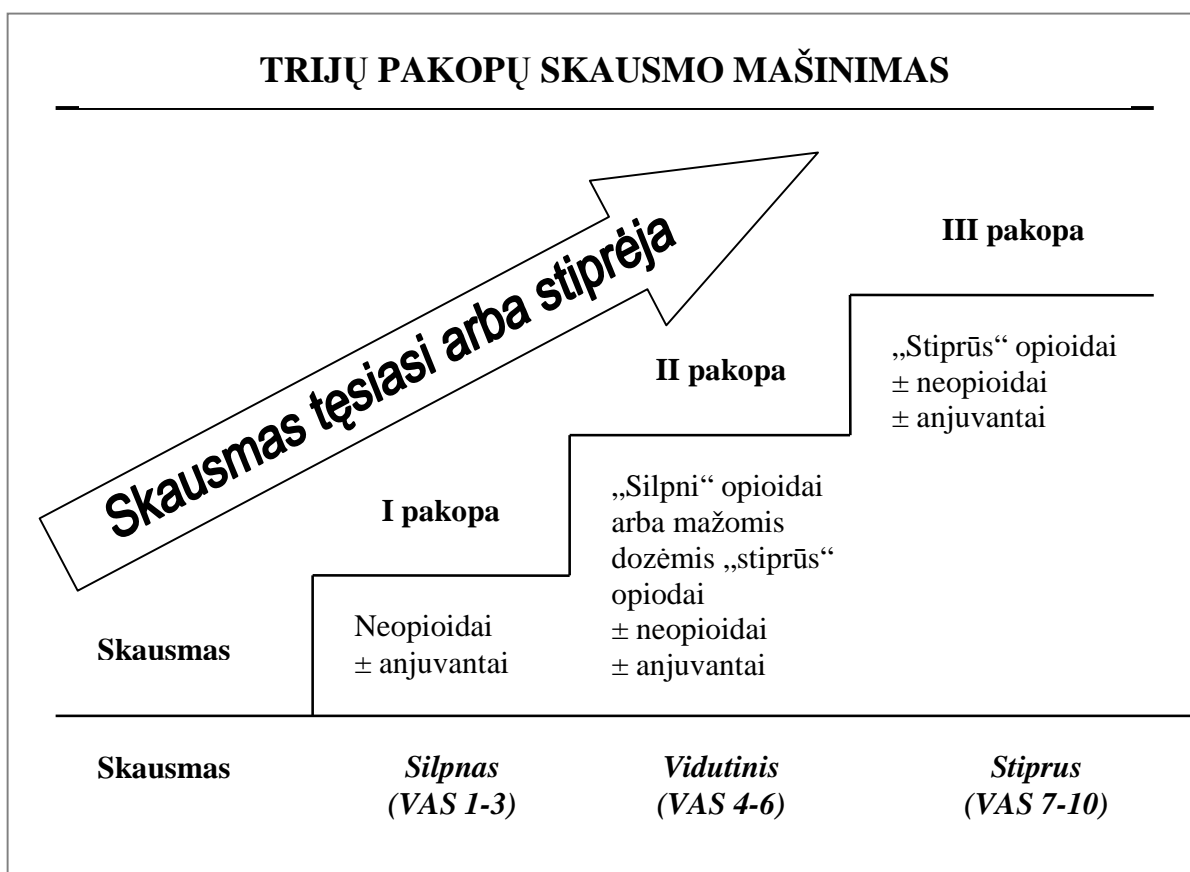 TRIJŲ PAKOPŲ SKAUSMO MAŠINIMAS
Skausmas tęsiasi arba stiprėja
III pakopa
„Stiprūs“ opioidai
± neopioidai
± anjuvantai
II pakopa
„Silpni“ opioidai
arba mažomis
dozėmis „stiprūs“
opiodai
± neopioidai
± anjuvantai
I pakopa
Neopioidai
± anjuvantai
Skausmas
Skausmas
Silpnas
(VAS 1-3)
Vidutinis
(VAS 4-6)
Stiprus
(VAS 7-10)